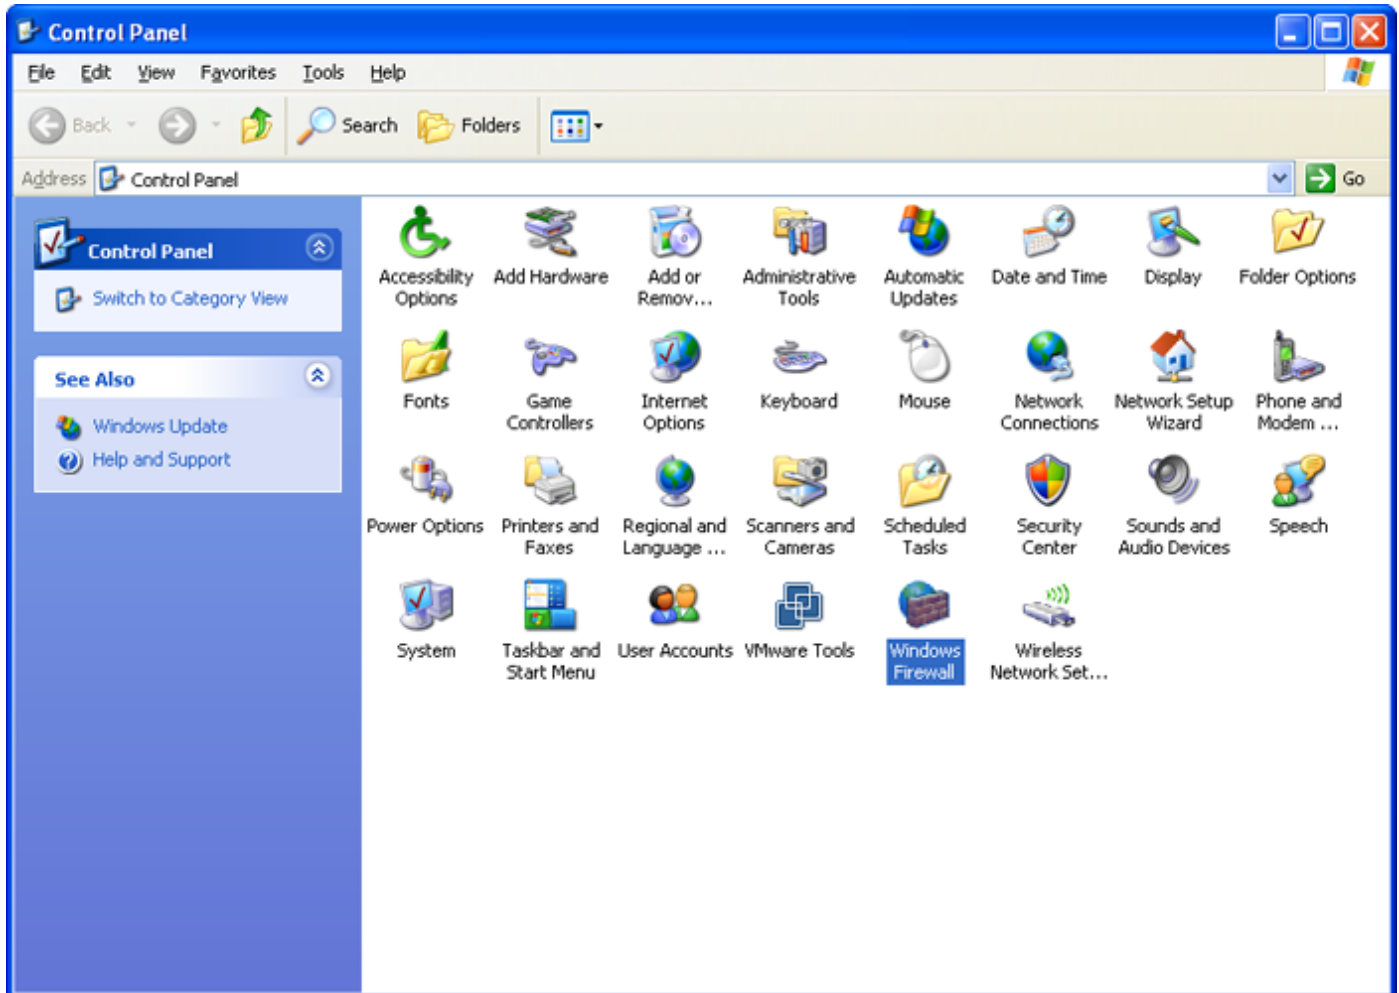 Control Panel
File Edit View Favorites Tools Help
Back Search Folders
Address Control Panel Go
Control Panel
Switch to Category View
See Also
Windows Update
Help and Support
Accessibility
Options
Add Hardware
Add or
Remov...
Administrative
Tools
Automatic
Updates
Date and Time
Display
Folder Options
Fonts
Game
Controllers
Internet
Options
Keyboard
Mouse
Network
Connections
Network Setup
Wizard
Phone and
Modem ...
Power Options
Printers and
Faxes
Regional and
Language ...
Scanners and
Cameras
Scheduled
Tasks
Security
Center
Sounds and
Audio Devices
Speech
System
Taskbar and
Start Menu
User Accounts
VMware Tools
Windows
Firewall
Wireless
Network Set...